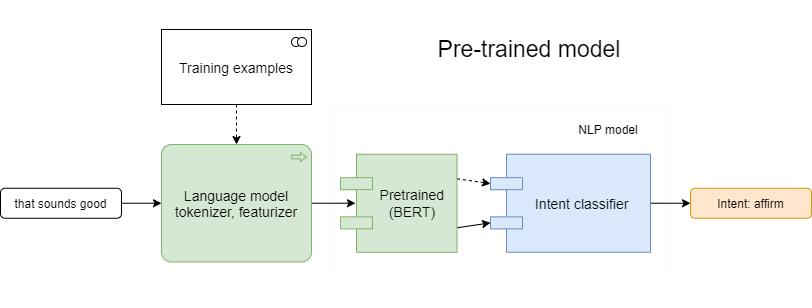 Pre-trained model
Training examples
NLP model
that sounds good
Language model
tokenizer, featurizer
Pretrained
(BERT)
Intent classifier
Intent: affirm